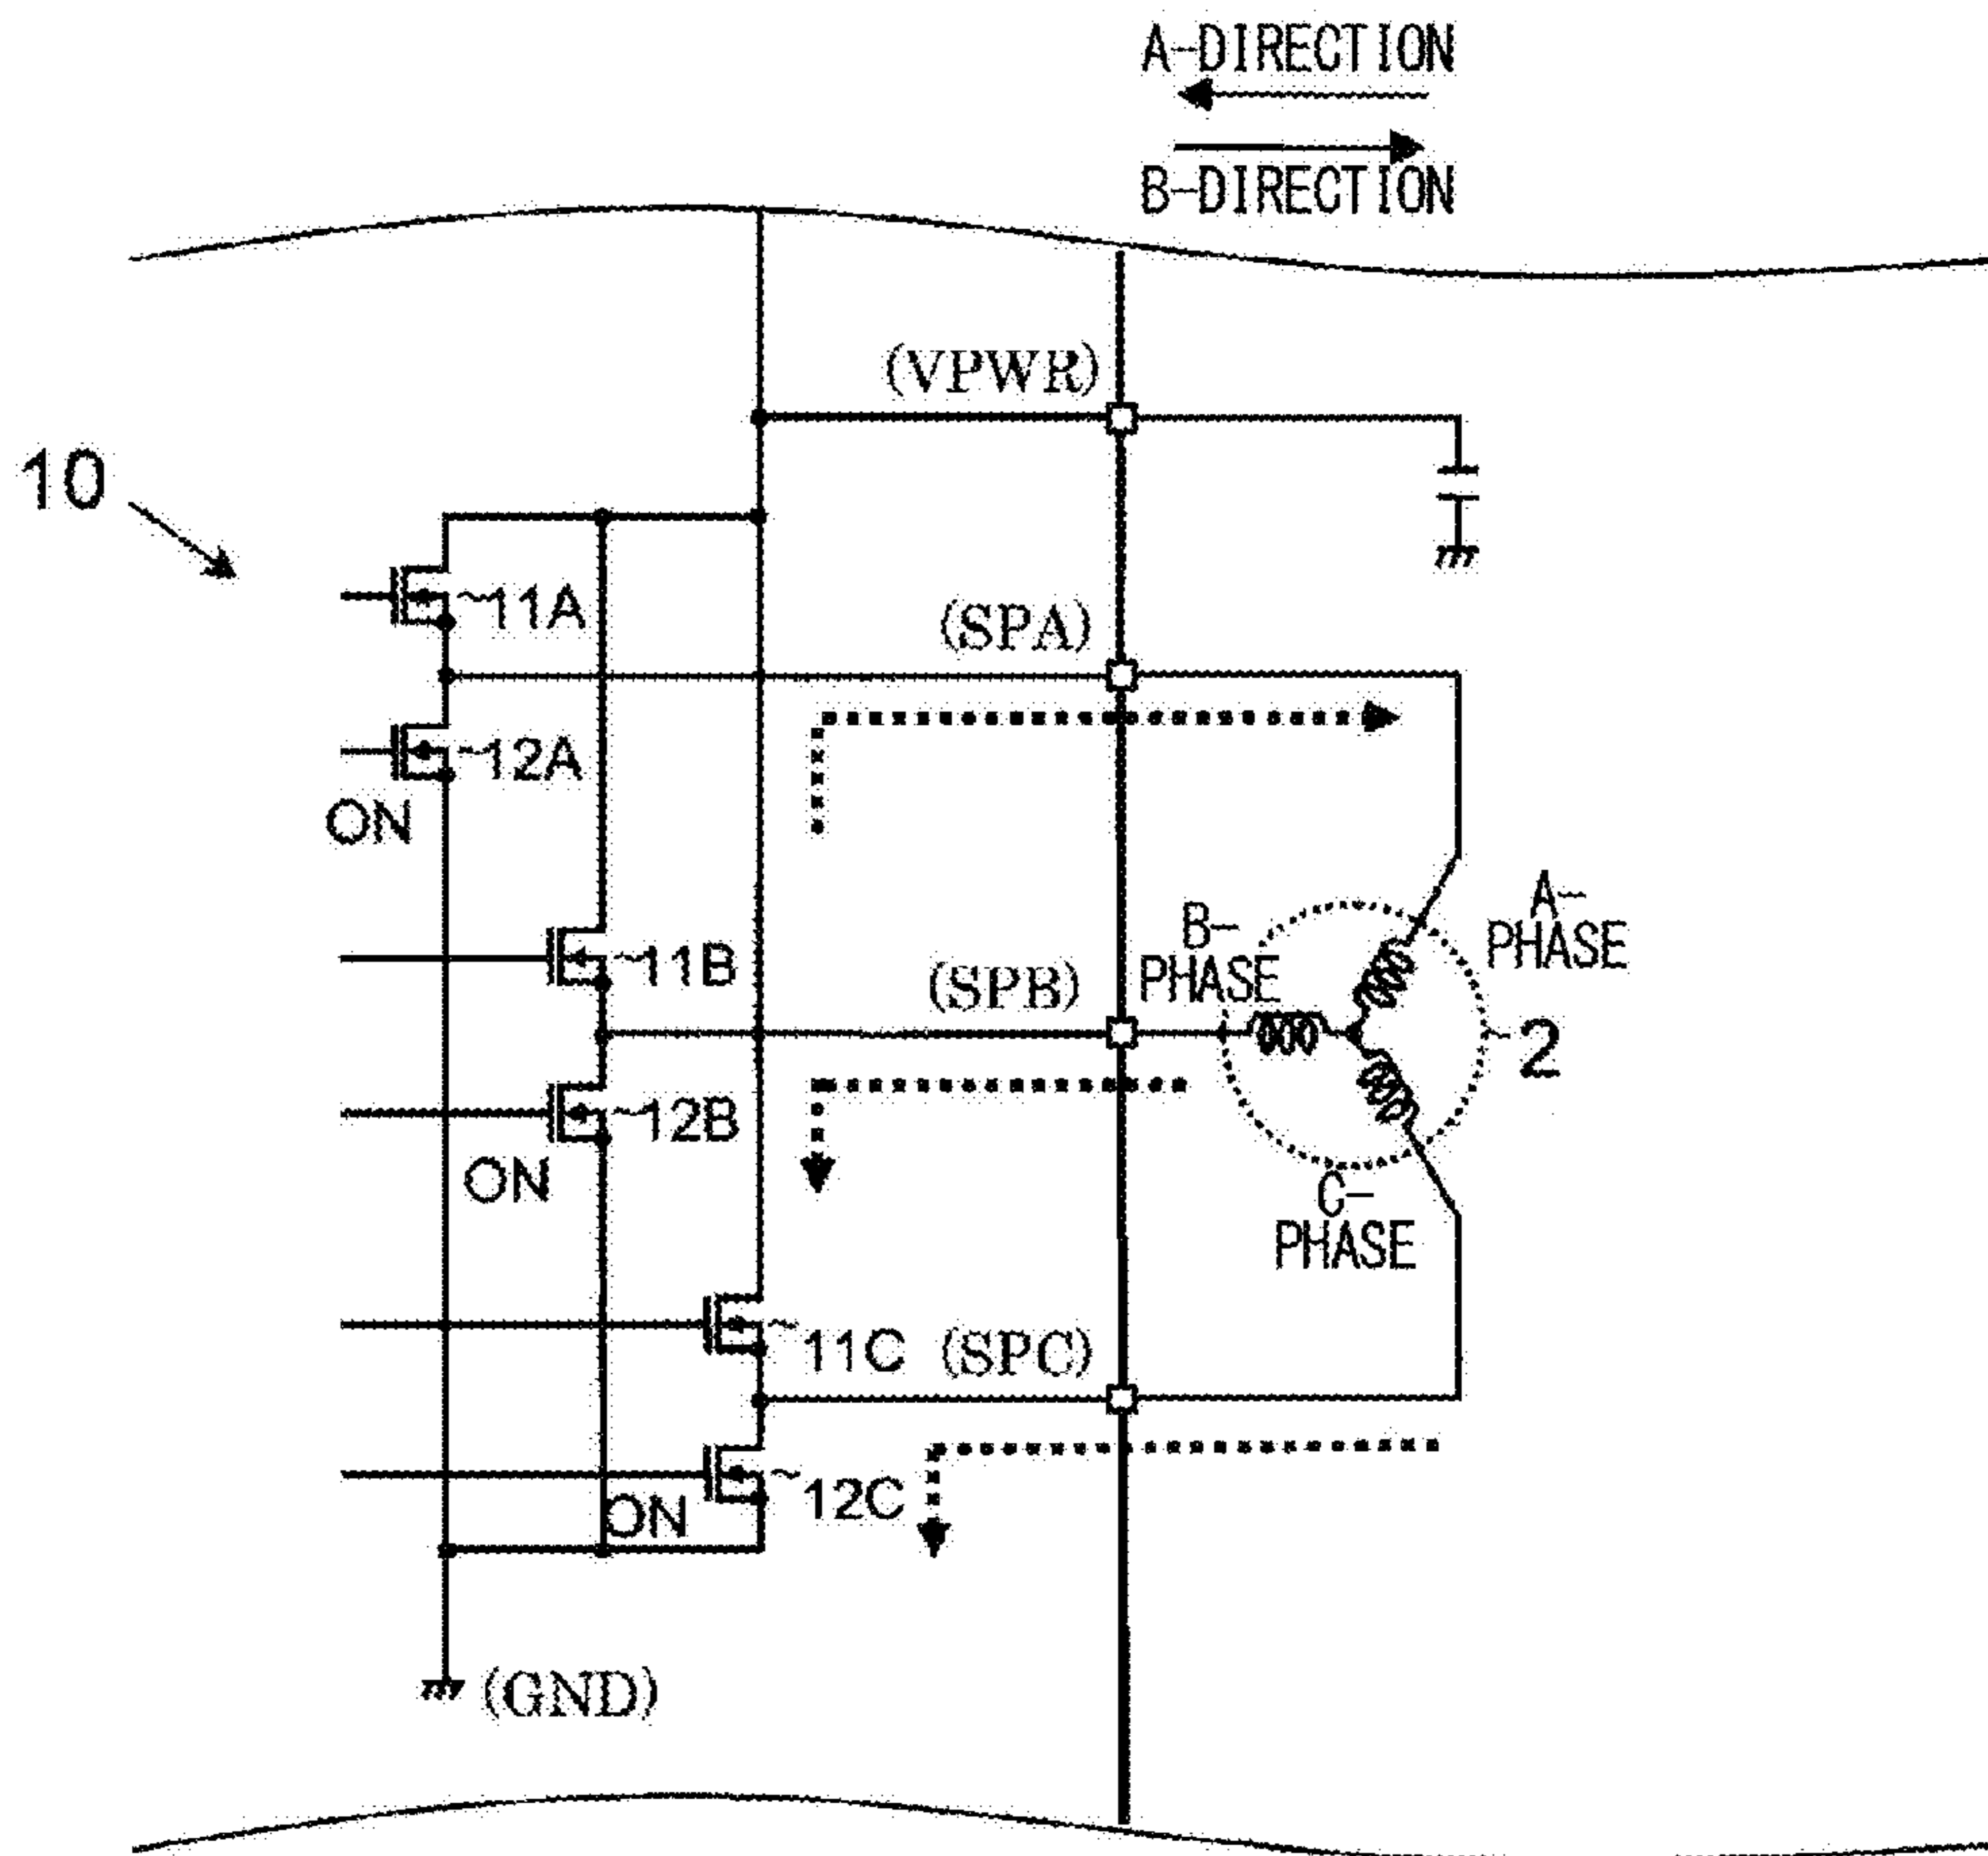 A-DIRECTION
B-DIRECTION
(VPWR)
10
11A
(SPA)
12A
ON
A-
PHASE
B-
PHASE
11B
(SPB)
2
12B
ON
C-
PHASE
11C
(SPC)
12C
ON
(GND)